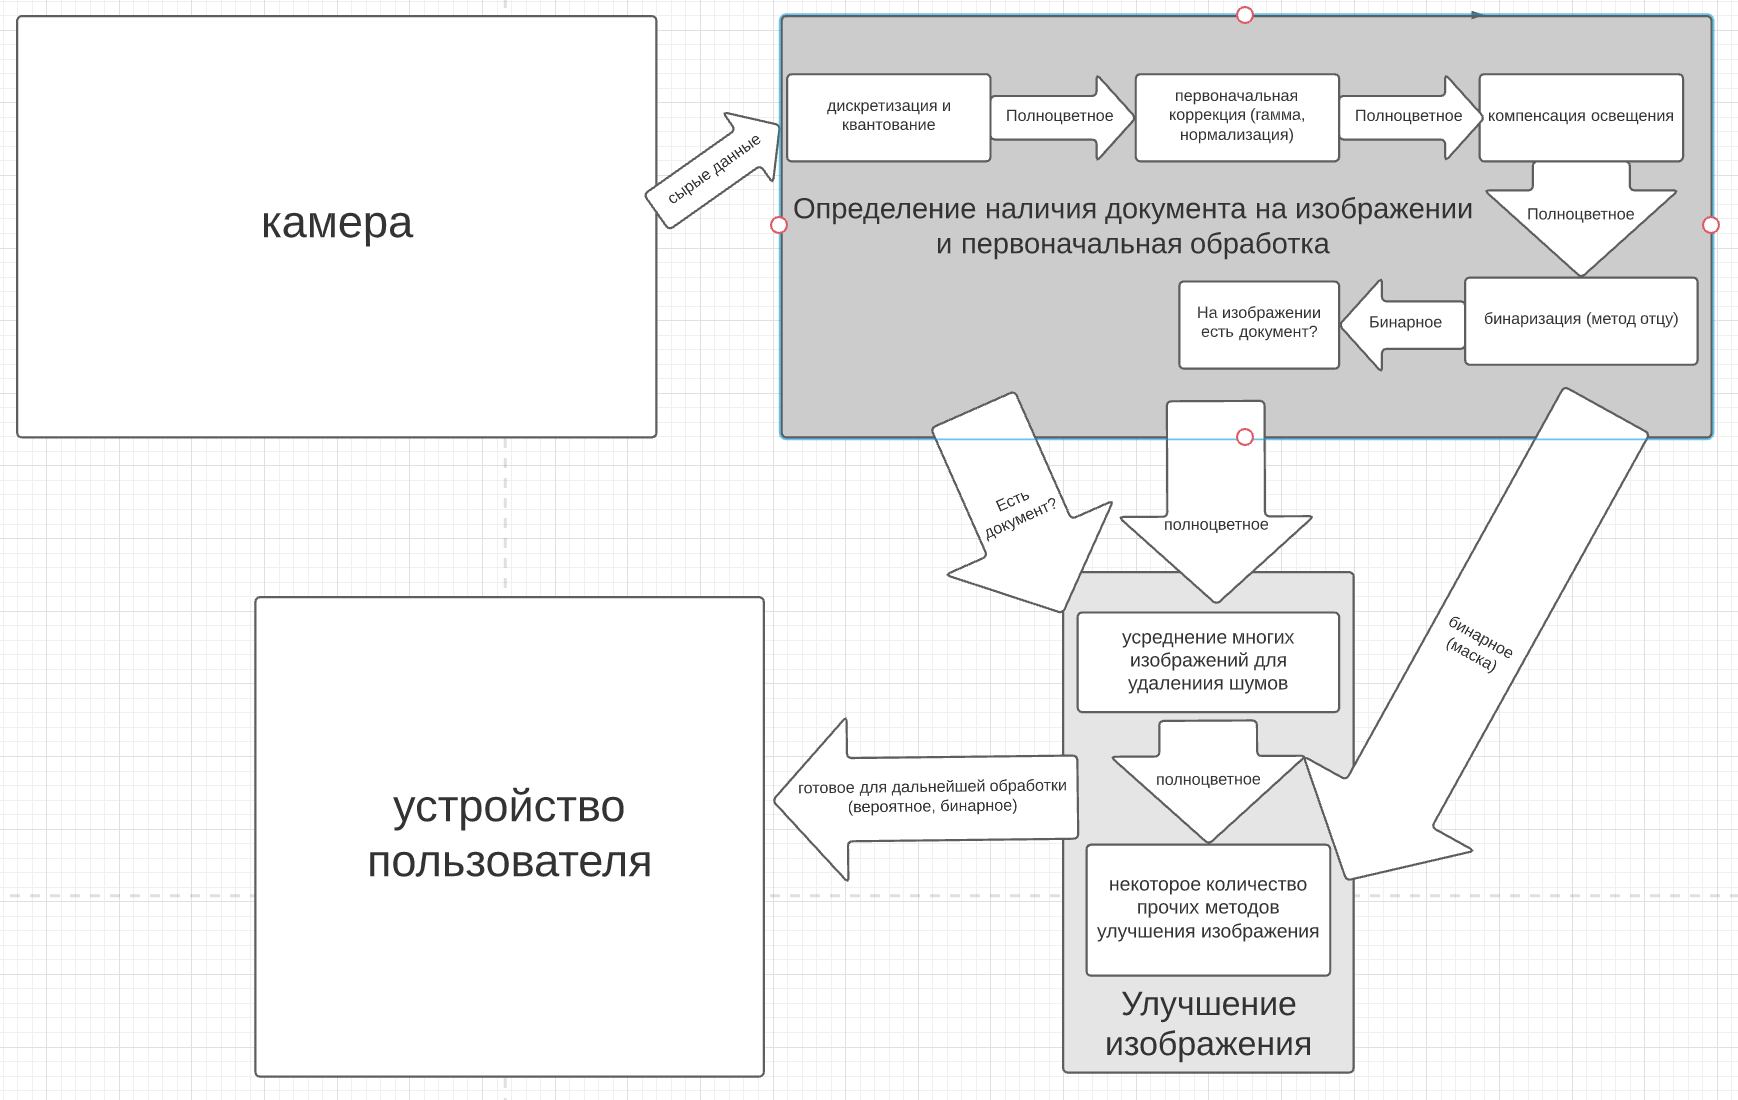 камера
сырые данные
дискретизация и
квантование
Полноцветное
первоначальная
коррекция (гамма,
нормализация)
Полноцветное
компенсация освещения
Полноцветное
Определение наличия документа на изображении
и первоначальная обработка
бинаризация (метод отцу)
Бинарное
На изображении
есть документ?
Есть
документ?
полноцветное
бинарное
(маска)
усреднение многих
изображений для
удалениия шумов
полноцветное
некоторое количество
прочих методов
улучшения изображения
Улучшение
изображения
готовое для дальнейшей обработки
(вероятное, бинарное)
устройство
пользователя